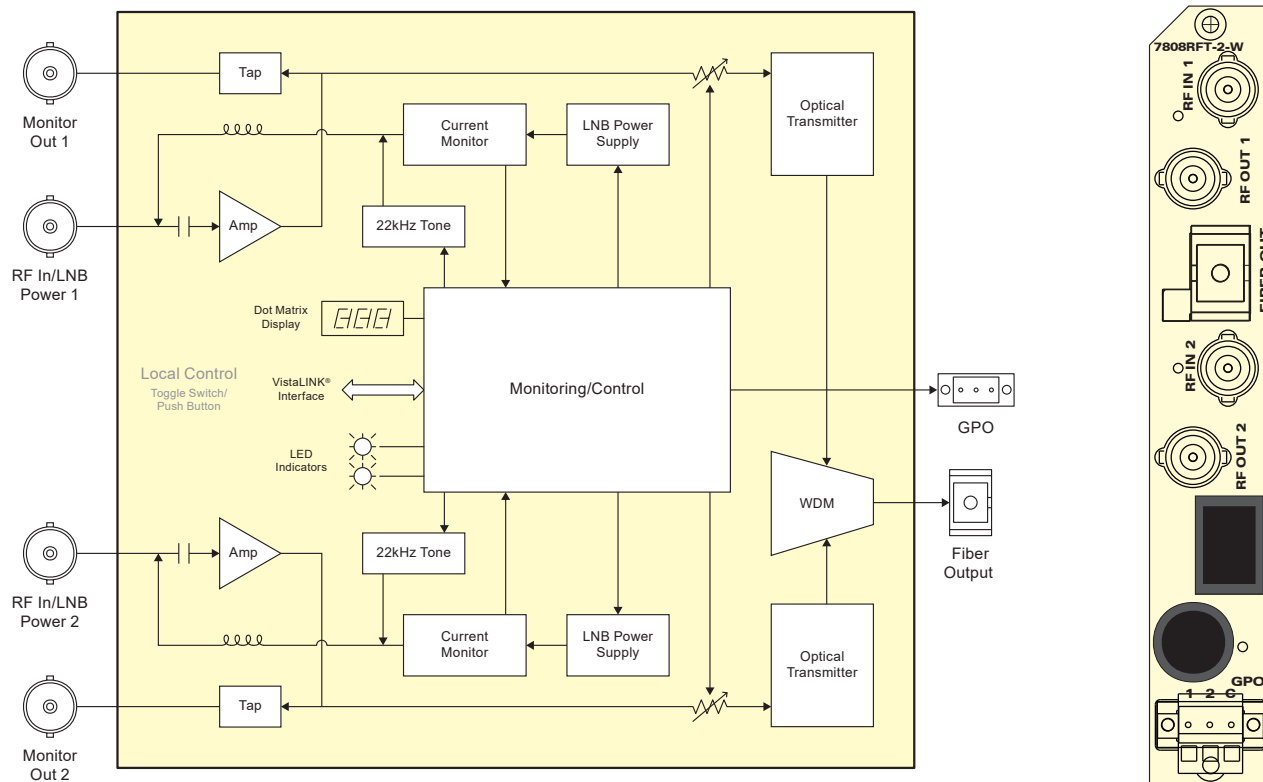 Monitor
Out 1
Tap
Optical
Transmitter
Current
Monitor
LNB Power
Supply
Amp
22kHz Tone
RF In/LNB
Power 1
Dot Matrix
Display
Local Control
Toggle Switch/
Push Button
VistaLINK®
Interface
Monitoring/Control
GPO
LED
Indicators
WDM
Fiber
Output
RF In/LNB
Power 2
Amp
22kHz Tone
Current
Monitor
LNB Power
Supply
Optical
Transmitter
Tap
Monitor
Out 2
7808RFT-2-W
RF IN 1
RF OUT 1
FIBER OUT
RF IN 2
RF OUT 2
GPO
1 2 C